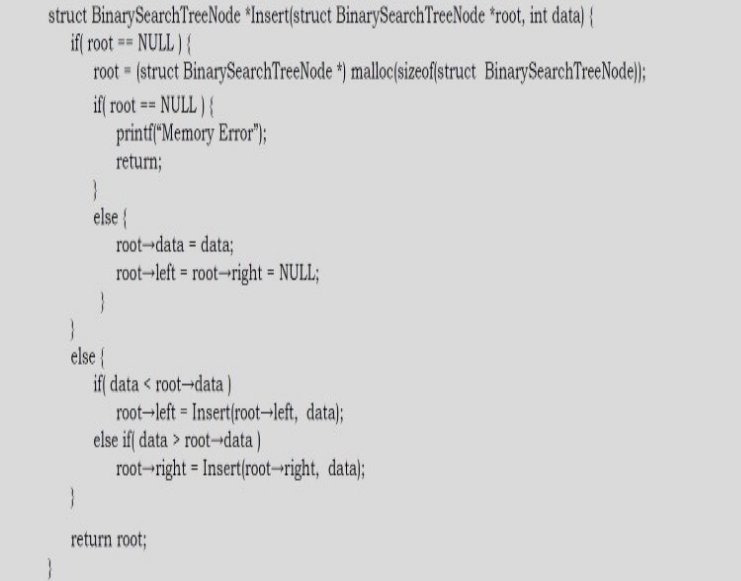 struct BinarySearchTreeNode *Insert(struct BinarySearchTreeNode *root, int data) {
if( root == NULL ) {
root = (struct BinarySearchTreeNode *) malloc(sizeof(struct BinarySearchTreeNode));
if( root == NULL ) {
printf(“Memory Error”);
return;
}
else {
root→data = data;
root→left = root→right = NULL;
}
}
else {
if( data < root→data )
root→left = Insert(root→left, data);
else if( data > root→data )
root→right = Insert(root→right, data);
}
return root;
}